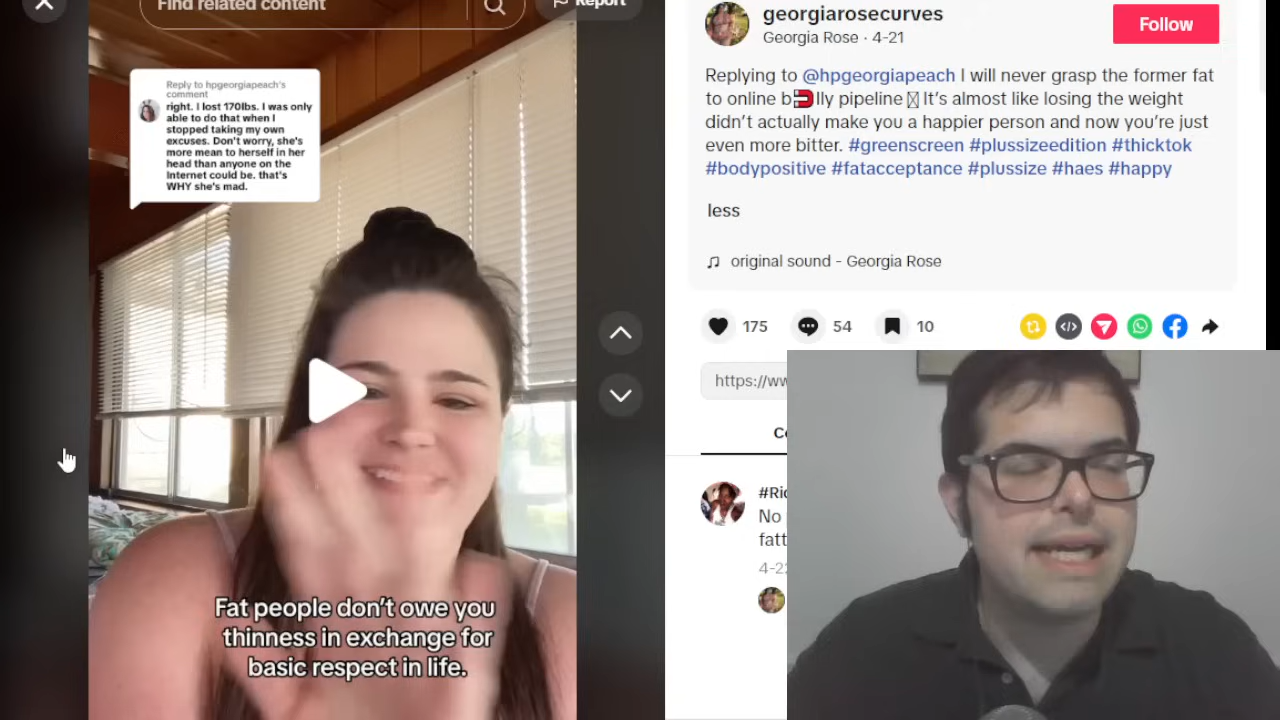 Find related content
Report
Reply to hpgeorgiapeach's
comment
right. I lost 170lbs. I was only
able to do that when I
stopped taking my own
excuses. Don't worry, she's
more mean to herself in her
head than anyone on the
Internet could be. that's
WHY she's mad.
Fat people don't owe you
thinness in exchange for
basic respect in life.
georgiarosecurves
Georgia Rose · 4-21
Follow
Replying to @hpgeorgiapeach I will never grasp the former fat
to online b🧲lly pipeline It's almost like losing the weight
didn't actually make you a happier person and now you're just
even more bitter. #greenscreen #plussizeedition #thicktok
#bodypositive #fatacceptance #plussize #haes #happy
less
original sound - Georgia Rose
175
54
10
https://ww
#Ric
No
fatt
4-22